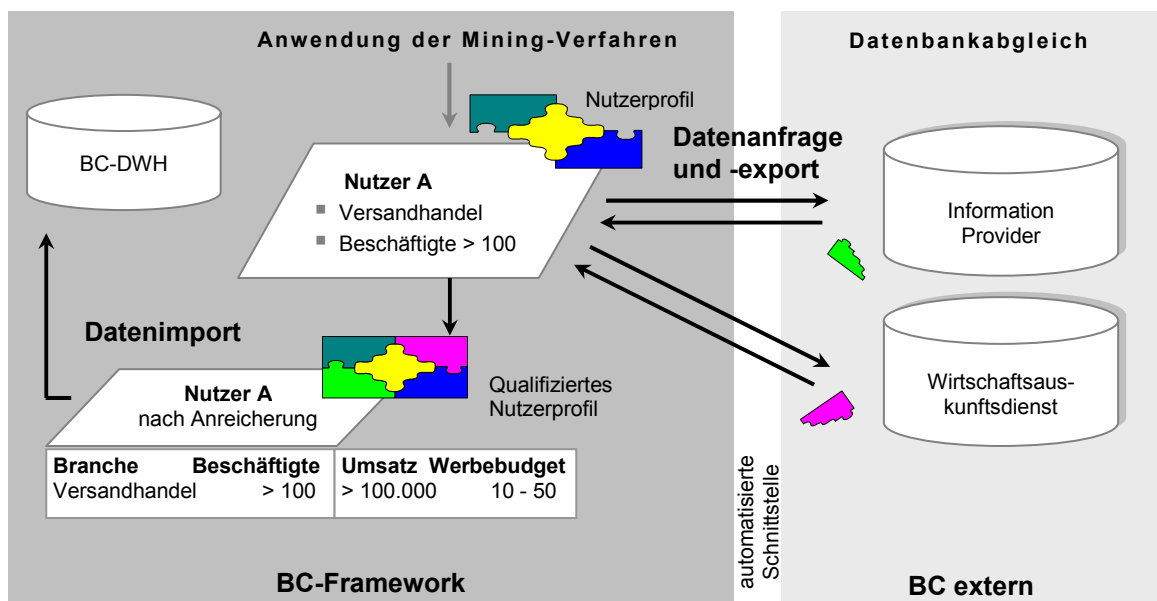 Anwendung der Mining-Verfahren
Datenbankabgleich
Nutzerprofil
BC-DWH
Datenanfrage
und -export
Nutzer A
Versandhandel
Beschäftigte > 100
Information
Provider
Datenimport
Nutzer A
nach Anreicherung
Qualifiziertes
Nutzerprofil
Wirtschaftsaus-
kunftsdienst
Branche Beschäftigte Umsatz Werbebudget
Versandhandel > 100 > 100.000 10 - 50
automatisierte
Schnittstelle
BC-Framework
BC extern